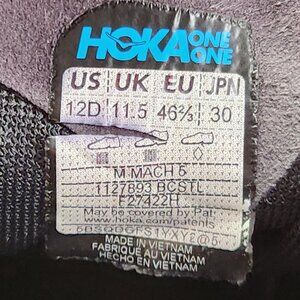 HOKA ONE ONE
US UK EU JPN
12D 11.5 46⅔ 30
M MACH 5
1127893 BCSTL
F27422H
May be covered by Pat:
www.hoka.com/patents
MADE IN VIETNAM
FABRIQUÉ AU VIETNAM
HECHO EN VIETNAM